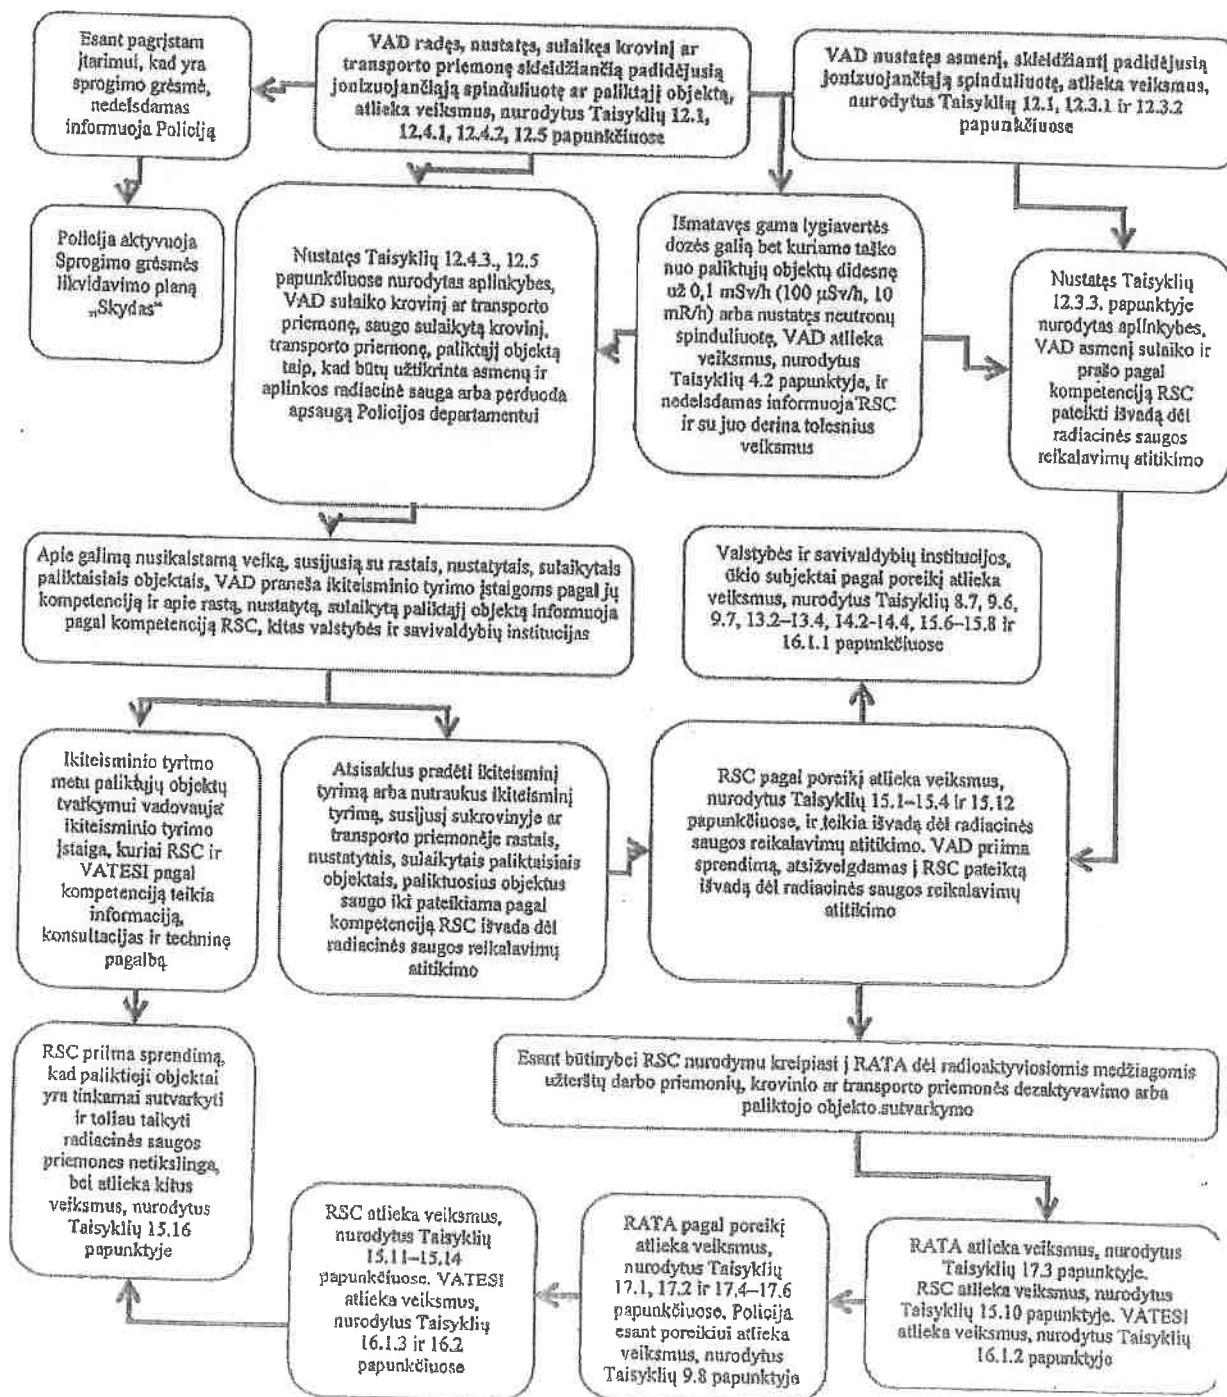 Esant pagrįstam
įtarimui, kad yra
sprogimo grėsmė,
nedelsdamas
informuoja Policiją
VAD radęs, nustatęs, sulaikęs krovinį ar
transporto priemonę skleidžiančią padidėjusią
jonizuojančiąją spinduliuotę ar paliktąjį objektą,
atlieka veiksmus, nurodytus Taisyklių 12.1,
12.4.1, 12.4.2, 12.5 papunkčiuose
VAD nustatęs asmenį, skleidžiantį padidėjusią
jonizuojančiąją spinduliuotę, atlieka veiksmus,
nurodytus Taisyklių 12.1, 12.3.1 ir 12.3.2
papunkčiuose
Policija aktyvuoja
Sprogimo grėsmės
likvidavimo planą
„Skydas“
Nustatęs Taisyklių 12.4.3., 12.5
papunkčiuose nurodytas aplinkybes,
VAD sulaiko krovinį ar transporto
priemonę, saugo sulaikytą krovinį,
transporto priemonę, paliktąjį objektą
taip, kad būtų užtikrinta asmenų ir
aplinkos radiacinė sauga arba perduoda
apsaugą Policijos departamentui
Išmatavęs gama lygiavertės
dozės galią bet kuriamo taško
nuo paliktųjų objektų didesnę
už 0,1 mSv/h (100 µSv/h, 10
mR/h) arba nustatęs neutronų
spinduliuotę, VAD atlieka
veiksmus, nurodytus
Taisyklių 4.2 papunktyje, ir
nedelsdamas informuoja RSC
ir su juo derina tolesnius
veiksmus
Nustatęs Taisyklių
12.3.3. papunktyje
nurodytas aplinkybes,
VAD asmenį sulaiko ir
prašo pagal
kompetenciją RSC
pateikti išvadą dėl
radiacinės saugos
reikalavimų atitikimo
Apie galimą nusikalstamą veiką, susijusią su rastais, nustatytais, sulaikytais
paliktaisiais objektais, VAD praneša ikiteisminio tyrimo įstaigoms pagal jų
kompetenciją ir apie rastą, nustatytą, sulaikytą paliktąjį objektą informuoja
pagal kompetenciją RSC, kitas valstybės ir savivaldybių institucijas
Valstybės ir savivaldybių institucijos,
ūkio subjektai pagal poreikį atlieka
veiksmus, nurodytus Taisyklių 8.7, 9.6,
9.7, 13.2–13.4, 14.2-14.4, 15.6–15.8 ir
16.1.1 papunkčiuose
Ikiteisminio tyrimo
metu paliktųjų objektų
tvarkymui vadovauja
ikiteisminio tyrimo
įstaiga, kuriai RSC ir
VATESI pagal
kompetenciją teikia
informaciją,
konsultacijas ir techninę
pagalbą
Atsisakius pradėti ikiteisminį
tyrimą arba nutraukus ikiteisminį
tyrimą, susijusį sukrovinyje ar
transporto priemonėje rastais,
nustatytais, sulaikytais paliktaisiais
objektais, paliktuosius objektus
saugo iki pateikiama pagal
kompetenciją RSC išvada dėl
radiacinės saugos reikalavimų
atitikimo
RSC pagal poreikį atlieka veiksmus,
nurodytus Taisyklių 15.1–15.4 ir 15.12
papunkčiuose, ir teikia išvadą dėl radiacinės
saugos reikalavimų atitikimo. VAD priima
sprendimą, atsižvelgdamas į RSC pateiktą
išvadą dėl radiacinės saugos reikalavimų
atitikimo
RSC priima sprendimą,
kad paliktieji objektai
yra tinkamai sutvarkyti
ir toliau taikyti
radiacinės saugos
priemones netikslinga,
bei atlieka kitus
veiksmus, nurodytus
Taisyklių 15.16
papunktyje
Esant būtinybei RSC nurodymu kreipiasi į RATA dėl radioaktyviosiomis medžiagomis
užterštų darbo priemonių, krovinio ar transporto priemonės dezaktyvavimo arba
paliktojo objekto sutvarkymo
RSC atlieka veiksmus,
nurodytus Taisyklių
15.11–15.14
papunkčiuose. VATESI
atlieka veiksmus,
nurodytus Taisyklių
16.1.3 ir 16.2
papunkčiuose
RATA pagal poreikį
atlieka veiksmus,
nurodytus Taisyklių
17.1, 17.2 ir 17.4–17.6
papunkčiuose. Policija
esant poreikiui atlieka
veiksmus, nurodytus
Taisyklių 9.8 papunktyje
RATA atlieka veiksmus, nurodytus
Taisyklių 17.3 papunktyje.
RSC atlieka veiksmus, nurodytus
Taisyklių 15.10 papunktyje. VATESI
atlieka veiksmus, nurodytus Taisyklių
16.1.2 papunktyje